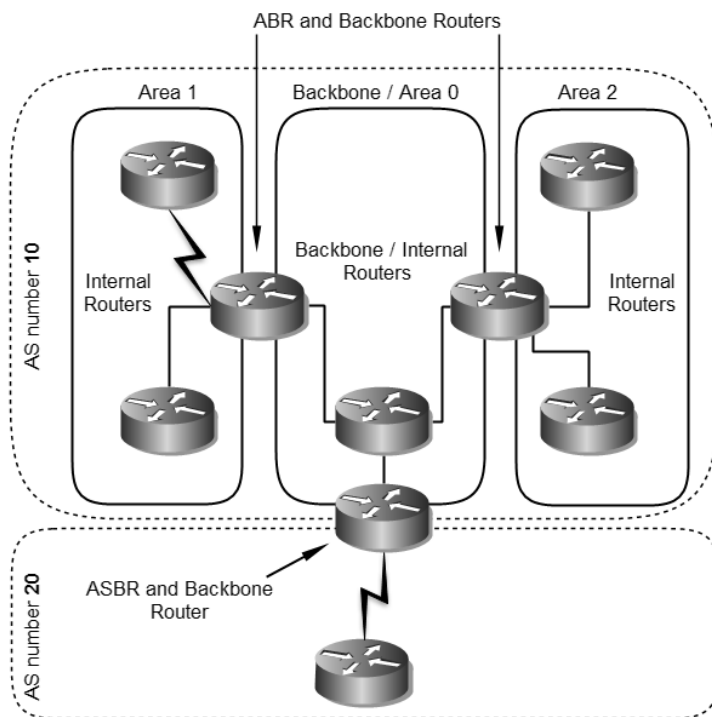 ABR and Backbone Routers
Area 1
Backbone / Area 0
Area 2
AS number 10
Internal
Routers
Backbone / Internal
Routers
Internal
Routers
ASBR and Backbone
Router
AS number 20